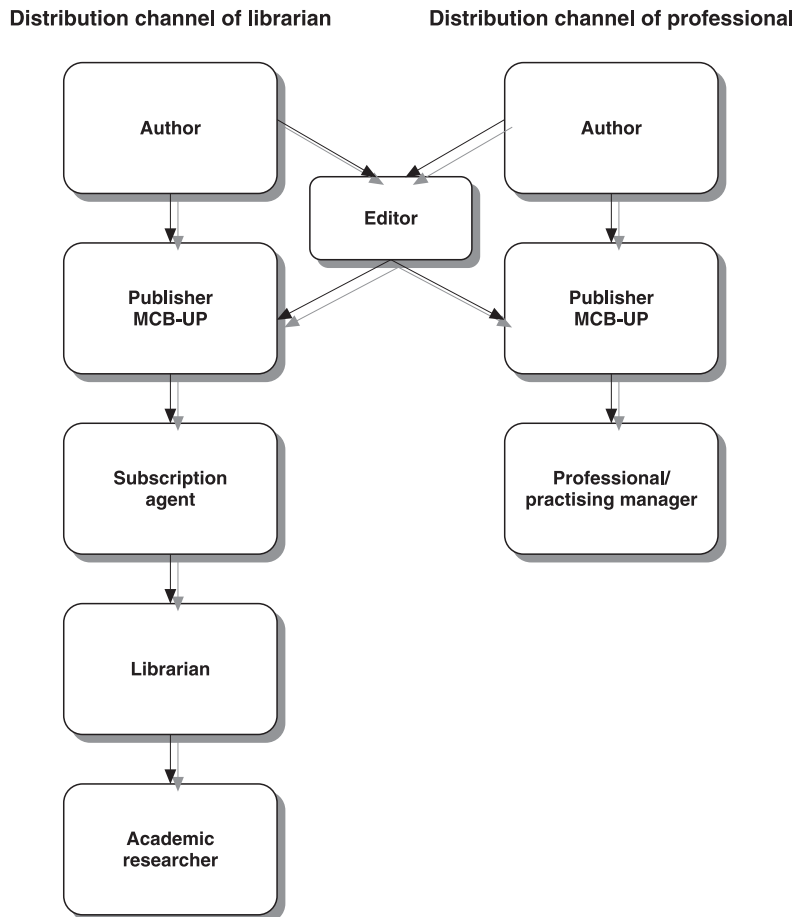 Distribution channel of librarian
Distribution channel of professional
Author
Author
Editor
Publisher
MCB-UP
Publisher
MCB-UP
Subscription
agent
Professional/
practising manager
Librarian
Academic
researcher